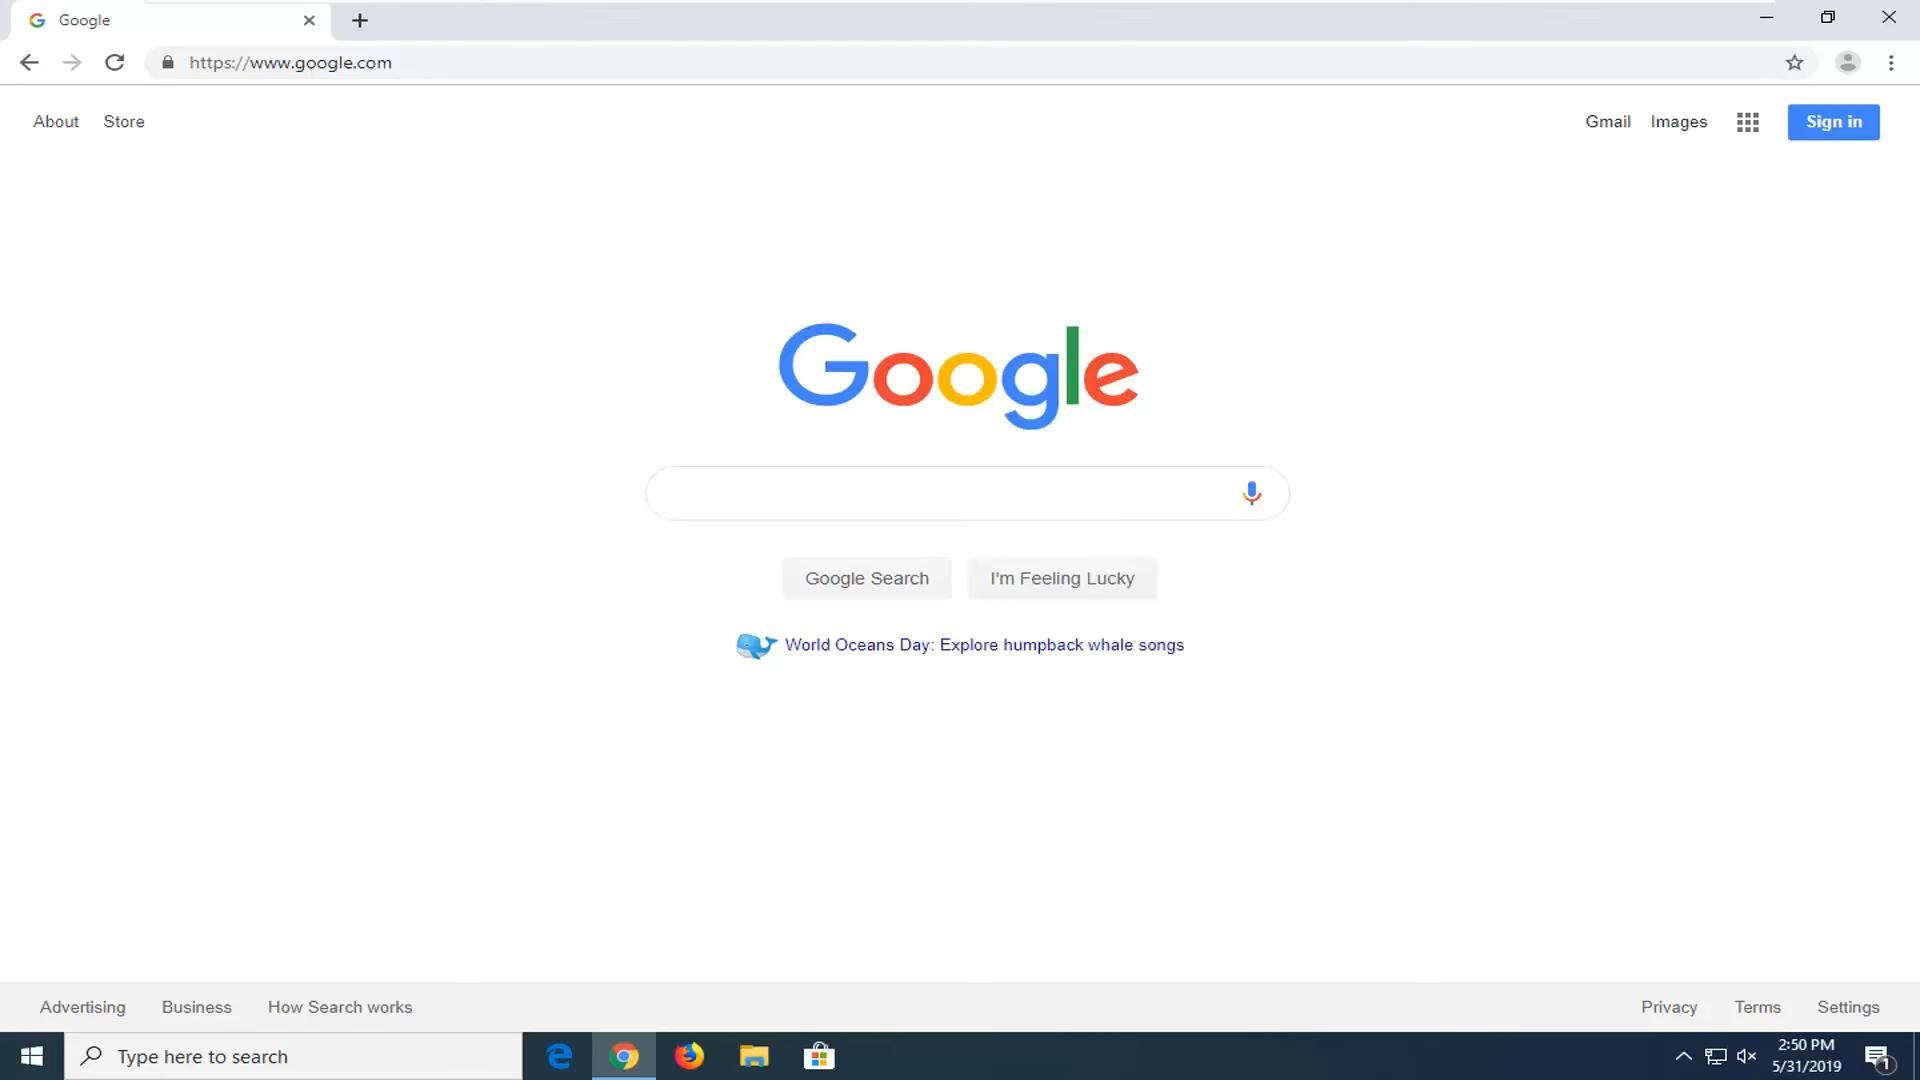 Google
https://www.google.com
About Store
Gmail Images Sign in
Google
Google Search I'm Feeling Lucky
World Oceans Day: Explore humpback whale songs
Advertising Business How Search works
Privacy Terms Settings
Type here to search
2:50 PM
5/31/2019
1